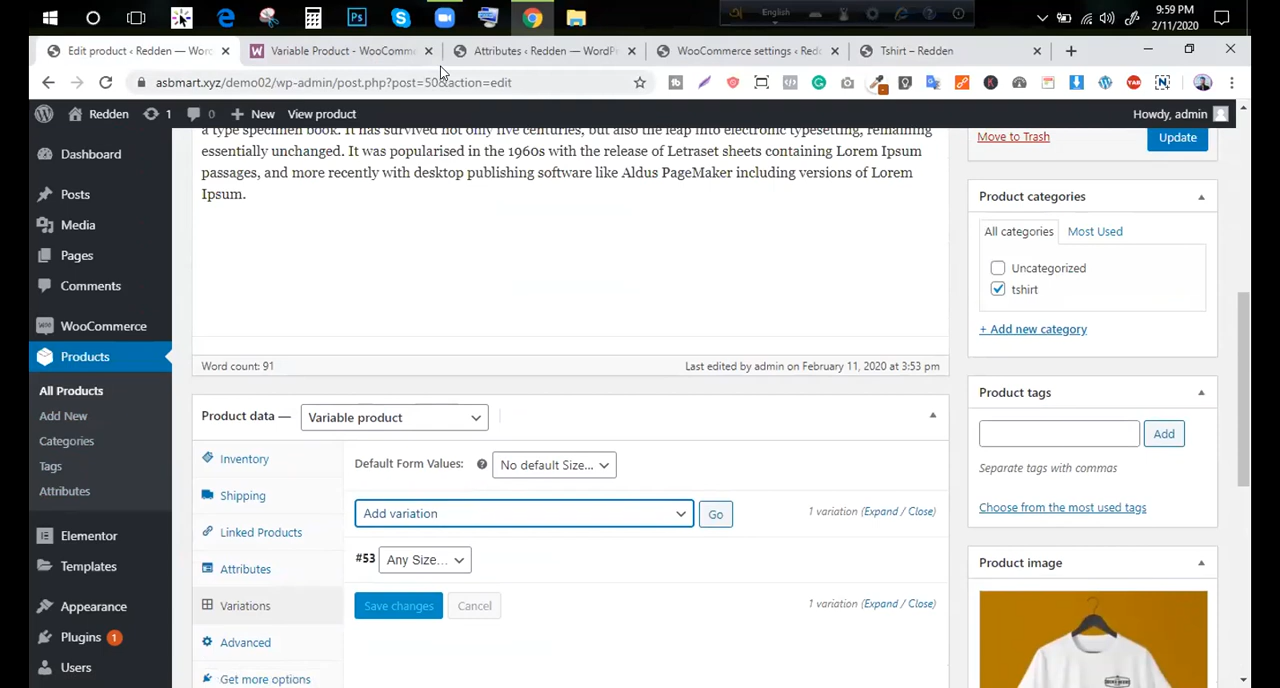 English
9:59 PM
2/11/2020
Edit product ‹ Redden — Wor
Variable Product - WooComme
Attributes ‹ Redden — WordPr
WooCommerce settings ‹ Redd
Tshirt – Redden
asbmart.xyz/demo02/wp-admin/post.php?post=50&action=edit
Redden
1
0
New
View product
Howdy, admin
Dashboard
Posts
Media
Pages
Comments
WooCommerce
Products
All Products
Add New
Categories
Tags
Attributes
Elementor
Templates
Appearance
Plugins 1
Users
a type specimen book. It has survived not only five centuries, but also the leap into electronic typesetting, remaining
essentially unchanged. It was popularised in the 1960s with the release of Letraset sheets containing Lorem Ipsum
passages, and more recently with desktop publishing software like Aldus PageMaker including versions of Lorem
Ipsum.
Word count: 91
Last edited by admin on February 11, 2020 at 3:53 pm
Product data —
Variable product
Inventory
Shipping
Linked Products
Attributes
Variations
Advanced
Get more options
Default Form Values:
No default Size...
Add variation
Go
1 variation (Expand / Close)
#53
Any Size...
Save changes
Cancel
1 variation (Expand / Close)
Move to Trash
Update
Product categories
All categories
Most Used
Uncategorized
tshirt
+ Add new category
Product tags
Add
Separate tags with commas
Choose from the most used tags
Product image